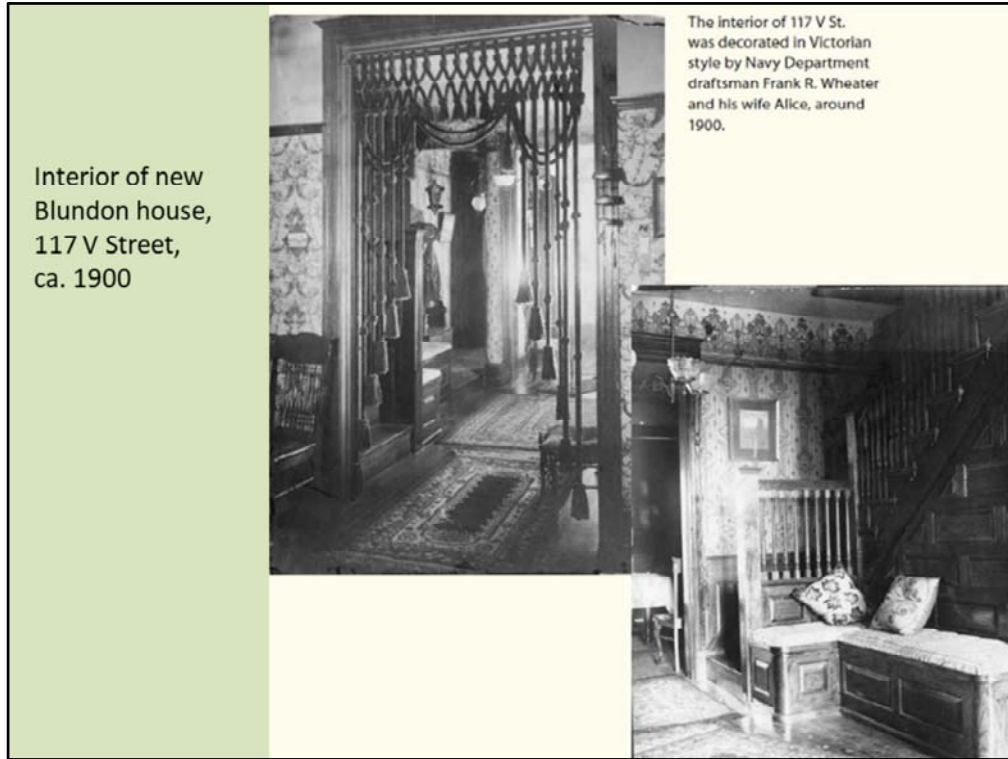 Interior of new
Blundon house,
117 V Street,
ca. 1900
The interior of 117 V St.
was decorated in Victorian
style by Navy Department
draftsman Frank R. Wheater
and his wife Alice, around
1900.